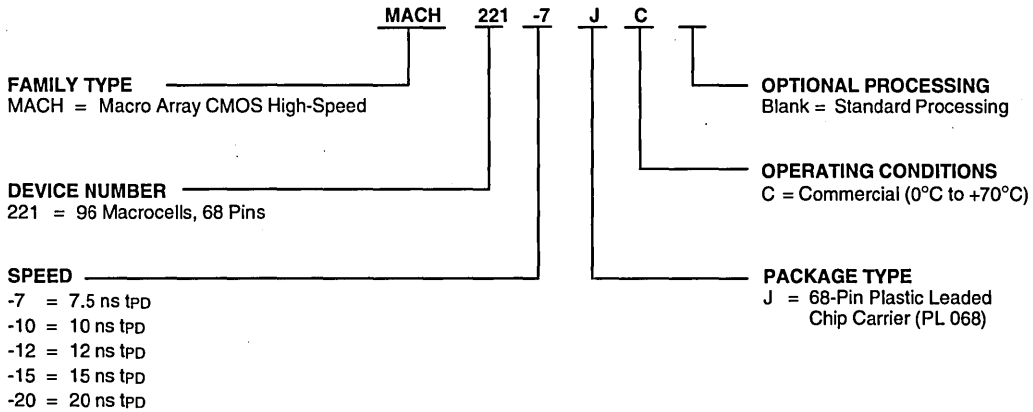 MACH 221 -7 J C
FAMILY TYPE
MACH = Macro Array CMOS High-Speed
DEVICE NUMBER
221 = 96 Macrocells, 68 Pins
SPEED
-7 = 7.5 ns tPD
-10 = 10 ns tPD
-12 = 12 ns tPD
-15 = 15 ns tPD
-20 = 20 ns tPD
OPTIONAL PROCESSING
Blank = Standard Processing
OPERATING CONDITIONS
C = Commercial (0°C to +70°C)
PACKAGE TYPE
J = 68-Pin Plastic Leaded
Chip Carrier (PL 068)